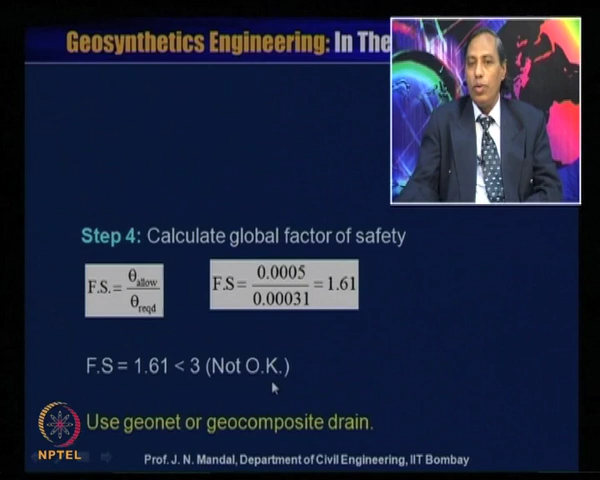 Geosynthetics Engineering: In The
Step 4: Calculate global factor of safety
F.S. = θallow / θreqd
F.S = 0.0005 / 0.00031 = 1.61
F.S = 1.61 < 3 (Not O.K.)
Use geonet or geocomposite drain.
NPTEL
Prof. J. N. Mandal, Department of Civil Engineering, IIT Bombay